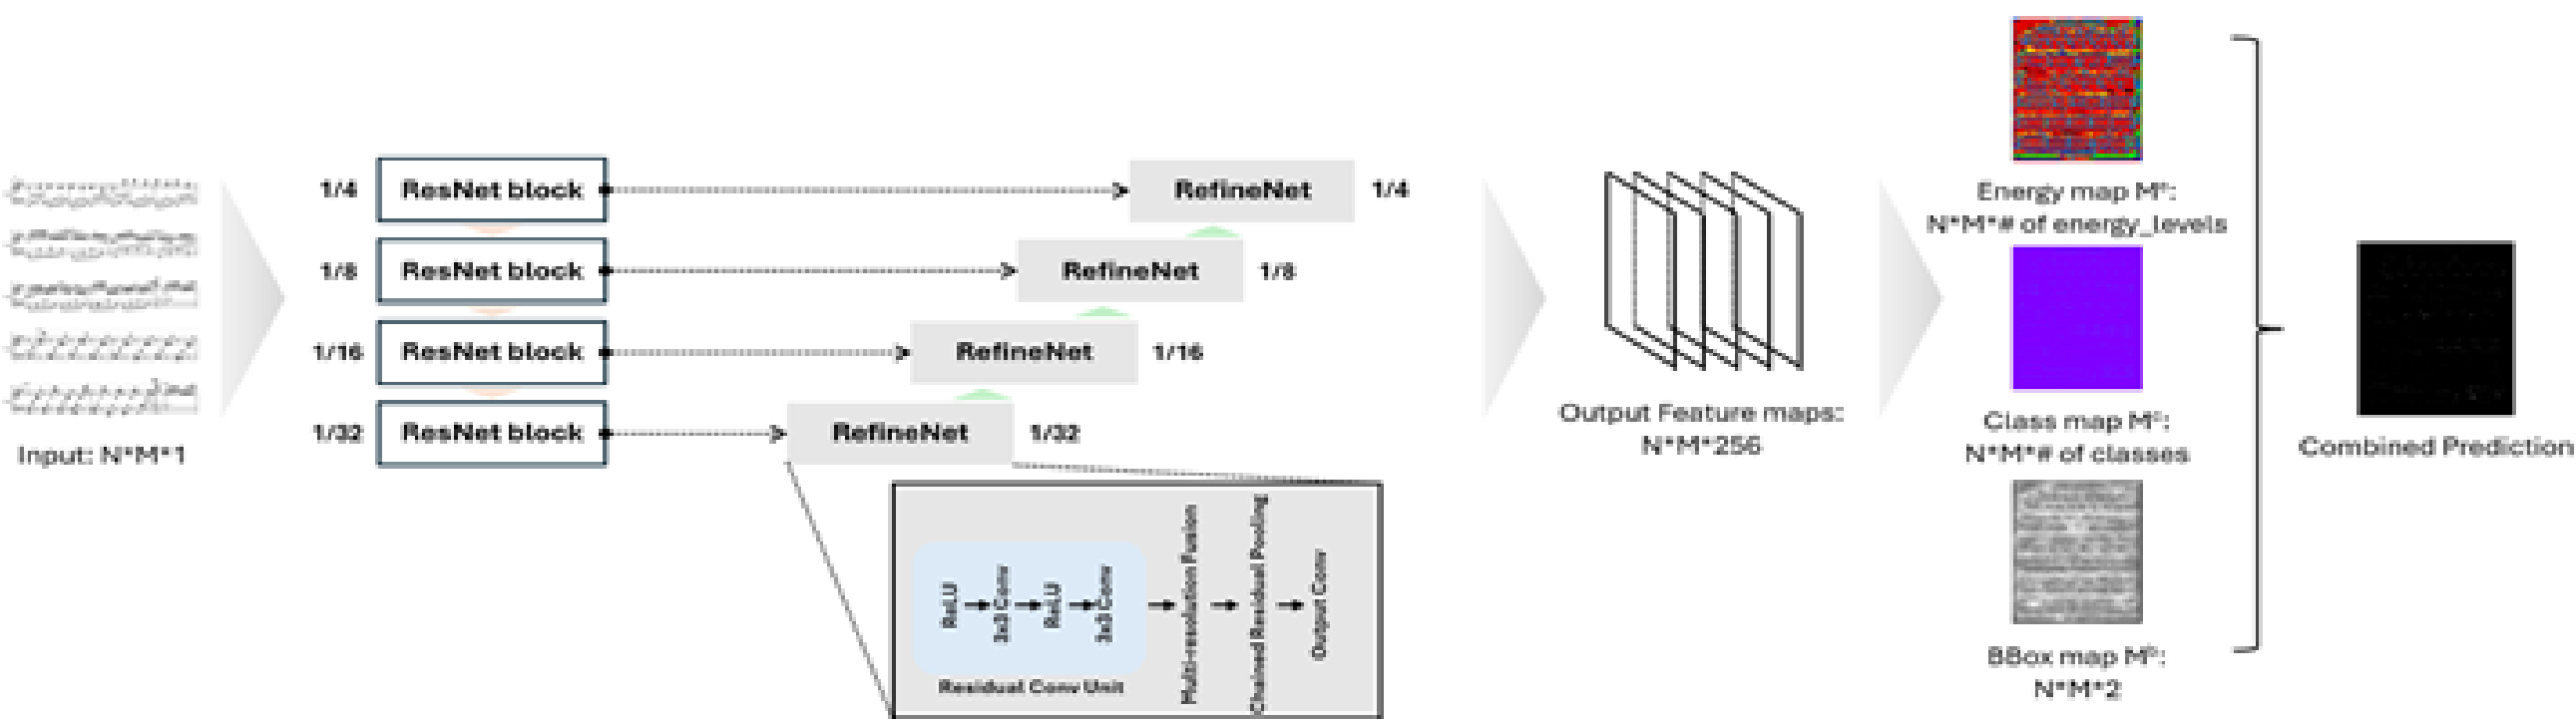 Input: N*M*1
1/4
ResNet block
RefineNet
1/4
1/8
ResNet block
RefineNet
1/8
1/16
ResNet block
RefineNet
1/16
1/32
ResNet block
RefineNet
1/32
ReLU
3x3 Conv
ReLU
3x3 Conv
Residual Conv Unit
Multi-resolution Fusion
Chained Residual Pooling
Output Conv
Output Feature maps:
N*M*256
Energy map Mᵉ:
N*M*# of energy_levels
Class map Mᶜ:
N*M*# of classes
BBox map Mᵇ:
N*M*2
Combined Prediction